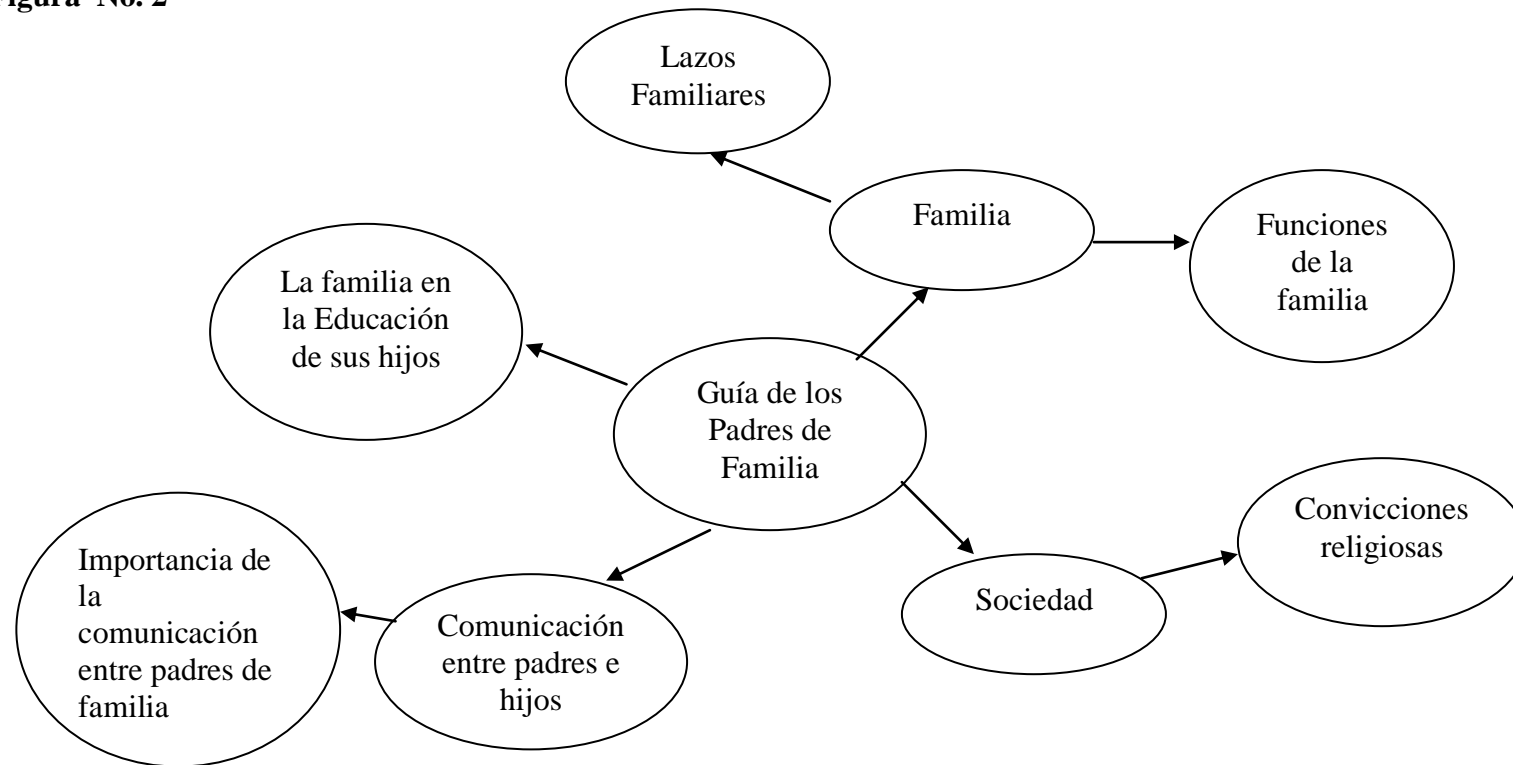 Figura No. 2
Lazos
Familiares
Familia
Funciones
de la
familia
La familia en
la Educación
de sus hijos
Guía de los
Padres de
Familia
Convicciones
religiosas
Sociedad
Importancia de
la
comunicación
entre padres de
familia
Comunicación
entre padres e
hijos